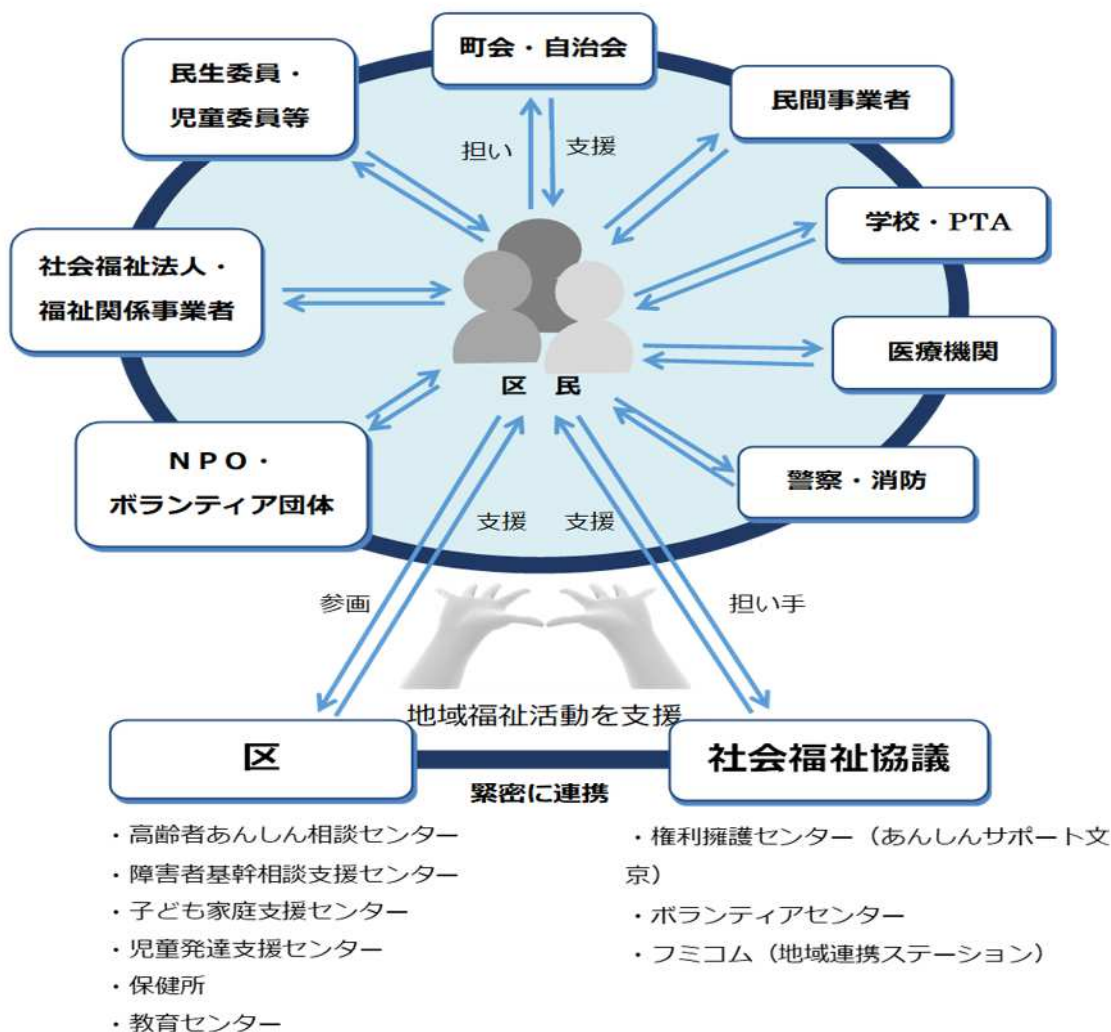 町会・自治会
民生委員・
児童委員等
民間事業者
担い
支援
学校・PTA
社会福祉法人・
福祉関係事業者
医療機関
区 民
NPO・
ボランティア団体
警察・消防
支援
支援
参画
担い手
地域福祉活動を支援
区
社会福祉協議
緊密に連携
・高齢者あんしん相談センター
・障害者基幹相談支援センター
・子ども家庭支援センター
・児童発達支援センター
・保健所
・教育センター
・権利擁護センター（あんしんサポート文
京）
・ボランティアセンター
・フミコム（地域連携ステーション）